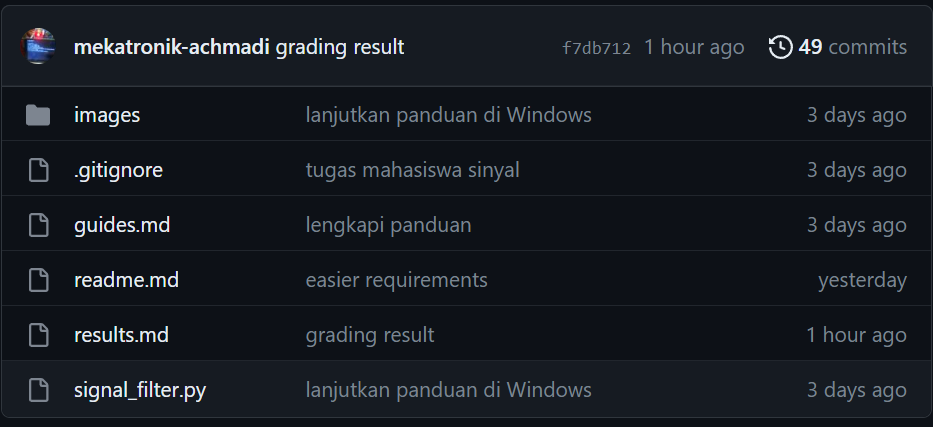 mekatronik-achmadi grading result f7db712 1 hour ago 49 commits
images lanjutkan panduan di Windows 3 days ago
.gitignore tugas mahasiswa sinyal 3 days ago
guides.md lengkapi panduan 3 days ago
readme.md easier requirements yesterday
results.md grading result 1 hour ago
signal_filter.py lanjutkan panduan di Windows 3 days ago